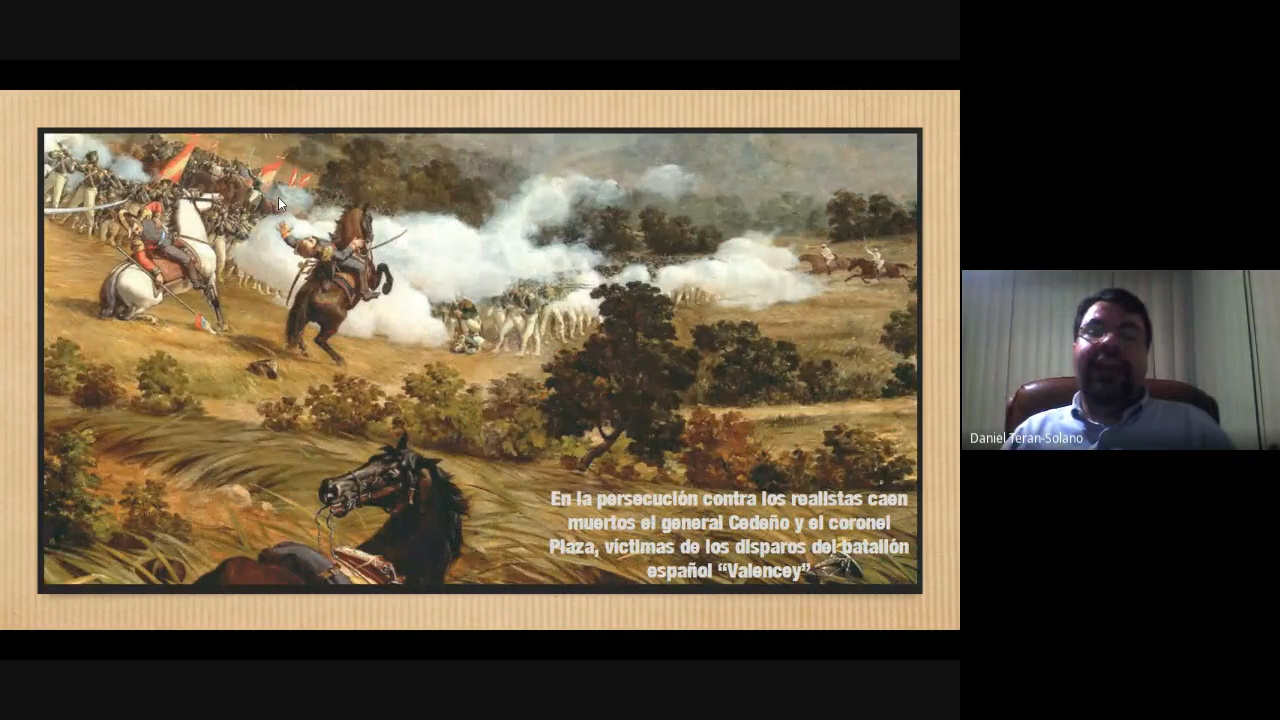 En la persecución contra los realistas caen
muertos el general Cedeño y el coronel
Plaza, víctimas de los disparos del batallón
español “Valencey”
Daniel Teran-Solano